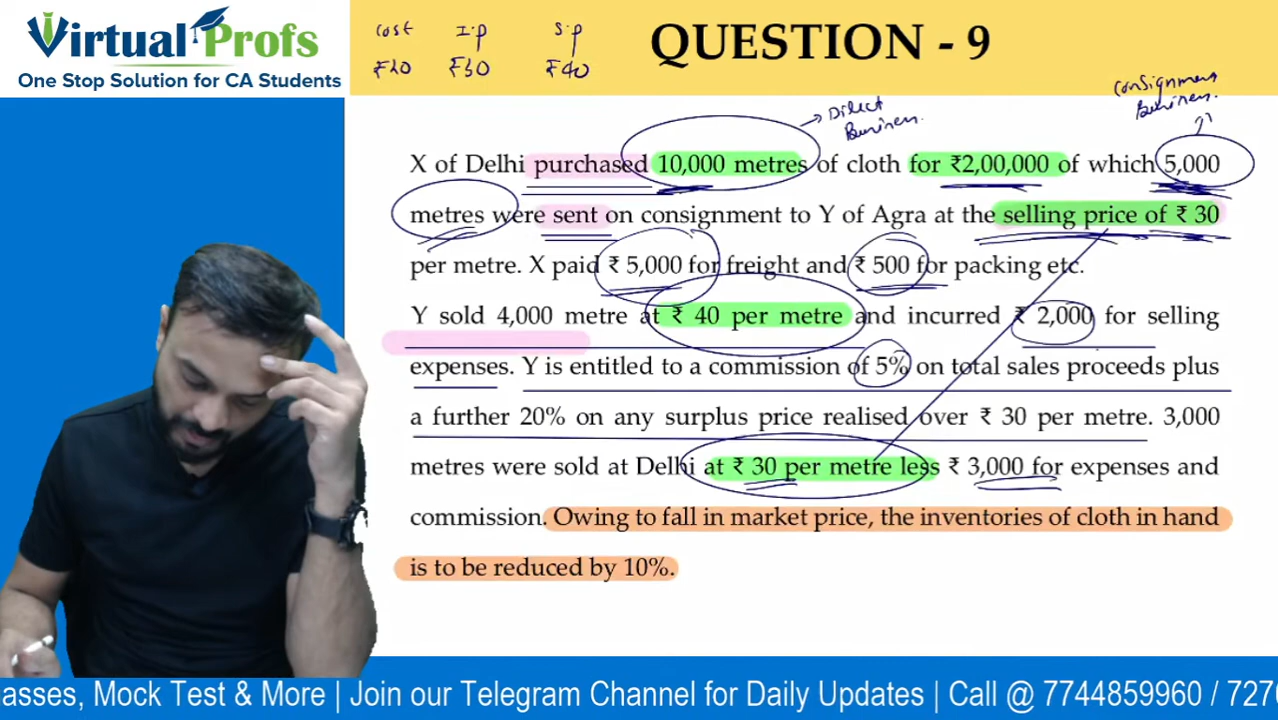 Virtual Profs
One Stop Solution for CA Students
Cost I.p S.p
₹20 ₹30 ₹40
QUESTION - 9
Consignment
Business.
Direct
Business.
X of Delhi purchased 10,000 metres of cloth for ₹2,00,000 of which 5,000
metres were sent on consignment to Y of Agra at the selling price of ₹ 30
per metre. X paid ₹ 5,000 for freight and ₹ 500 for packing etc.
Y sold 4,000 metre at ₹ 40 per metre and incurred ₹ 2,000 for selling
expenses. Y is entitled to a commission of 5% on total sales proceeds plus
a further 20% on any surplus price realised over ₹ 30 per metre. 3,000
metres were sold at Delhi at ₹ 30 per metre less ₹ 3,000 for expenses and
commission. Owing to fall in market price, the inventories of cloth in hand
is to be reduced by 10%.
asses, Mock Test & More | Join our Telegram Channel for Daily Updates | Call @ 7744859960 / 727